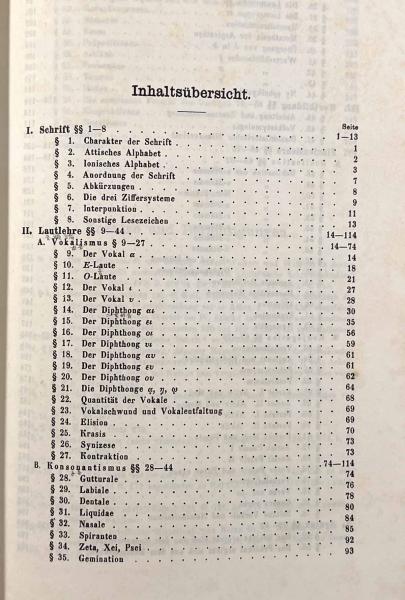 Inhaltsübersicht.
Seite
I. Schrift §§ 1—8 1—13
§ 1. Charakter der Schrift 1
§ 2. Attisches Alphabet 2
§ 3. Ionisches Alphabet 3
§ 4. Anordnung der Schrift 7
§ 5. Abkürzungen 8
§ 6. Die drei Ziffersysteme 9
§ 7. Interpunktion 11
§ 8. Sonstige Lesezeichen 13
II. Lautlehre §§ 9—44 14—114
A. Vokalismus § 9—27 14—74
§ 9. Der Vokal α 14
§ 10. E-Laute 18
§ 11. O-Laute 21
§ 12. Der Vokal ι 27
§ 13. Der Vokal υ 28
§ 14. Der Diphthong αι 30
§ 15. Der Diphthong ει 35
§ 16. Der Diphthong οι 56
§ 17. Der Diphthong υι 59
§ 18. Der Diphthong αυ 61
§ 19. Der Diphthong ευ 61
§ 20. Der Diphthong ου 62
§ 21. Die Diphthonge ᾳ, ῃ, ῳ 64
§ 22. Quantität der Vokale 68
§ 23. Vokalschwund und Vokalentfaltung 69
§ 24. Elision 69
§ 25. Krasis 70
§ 26. Synizese 73
§ 27. Kontraktion 73
B. Konsonantismus §§ 28—44 74—114
§ 28. Gutturale 74
§ 29. Labiale 76
§ 30. Dentale 78
§ 31. Liquidae 80
§ 32. Nasale 84
§ 33. Spiranten 85
§ 34. Zeta, Xei, Psei 92
§ 35. Gemination 93